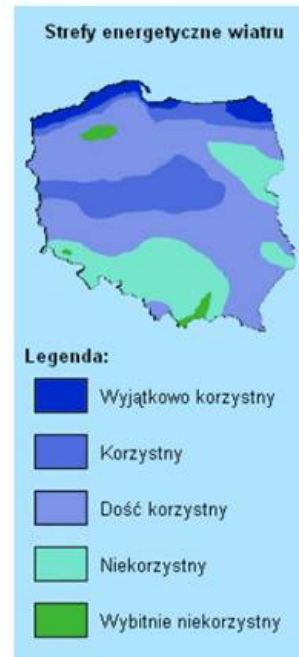 Strefy energetyczne wiatru
Legenda:
Wyjątkowo korzystny
Korzystny
Dość korzystny
Niekorzystny
Wybitnie niekorzystny